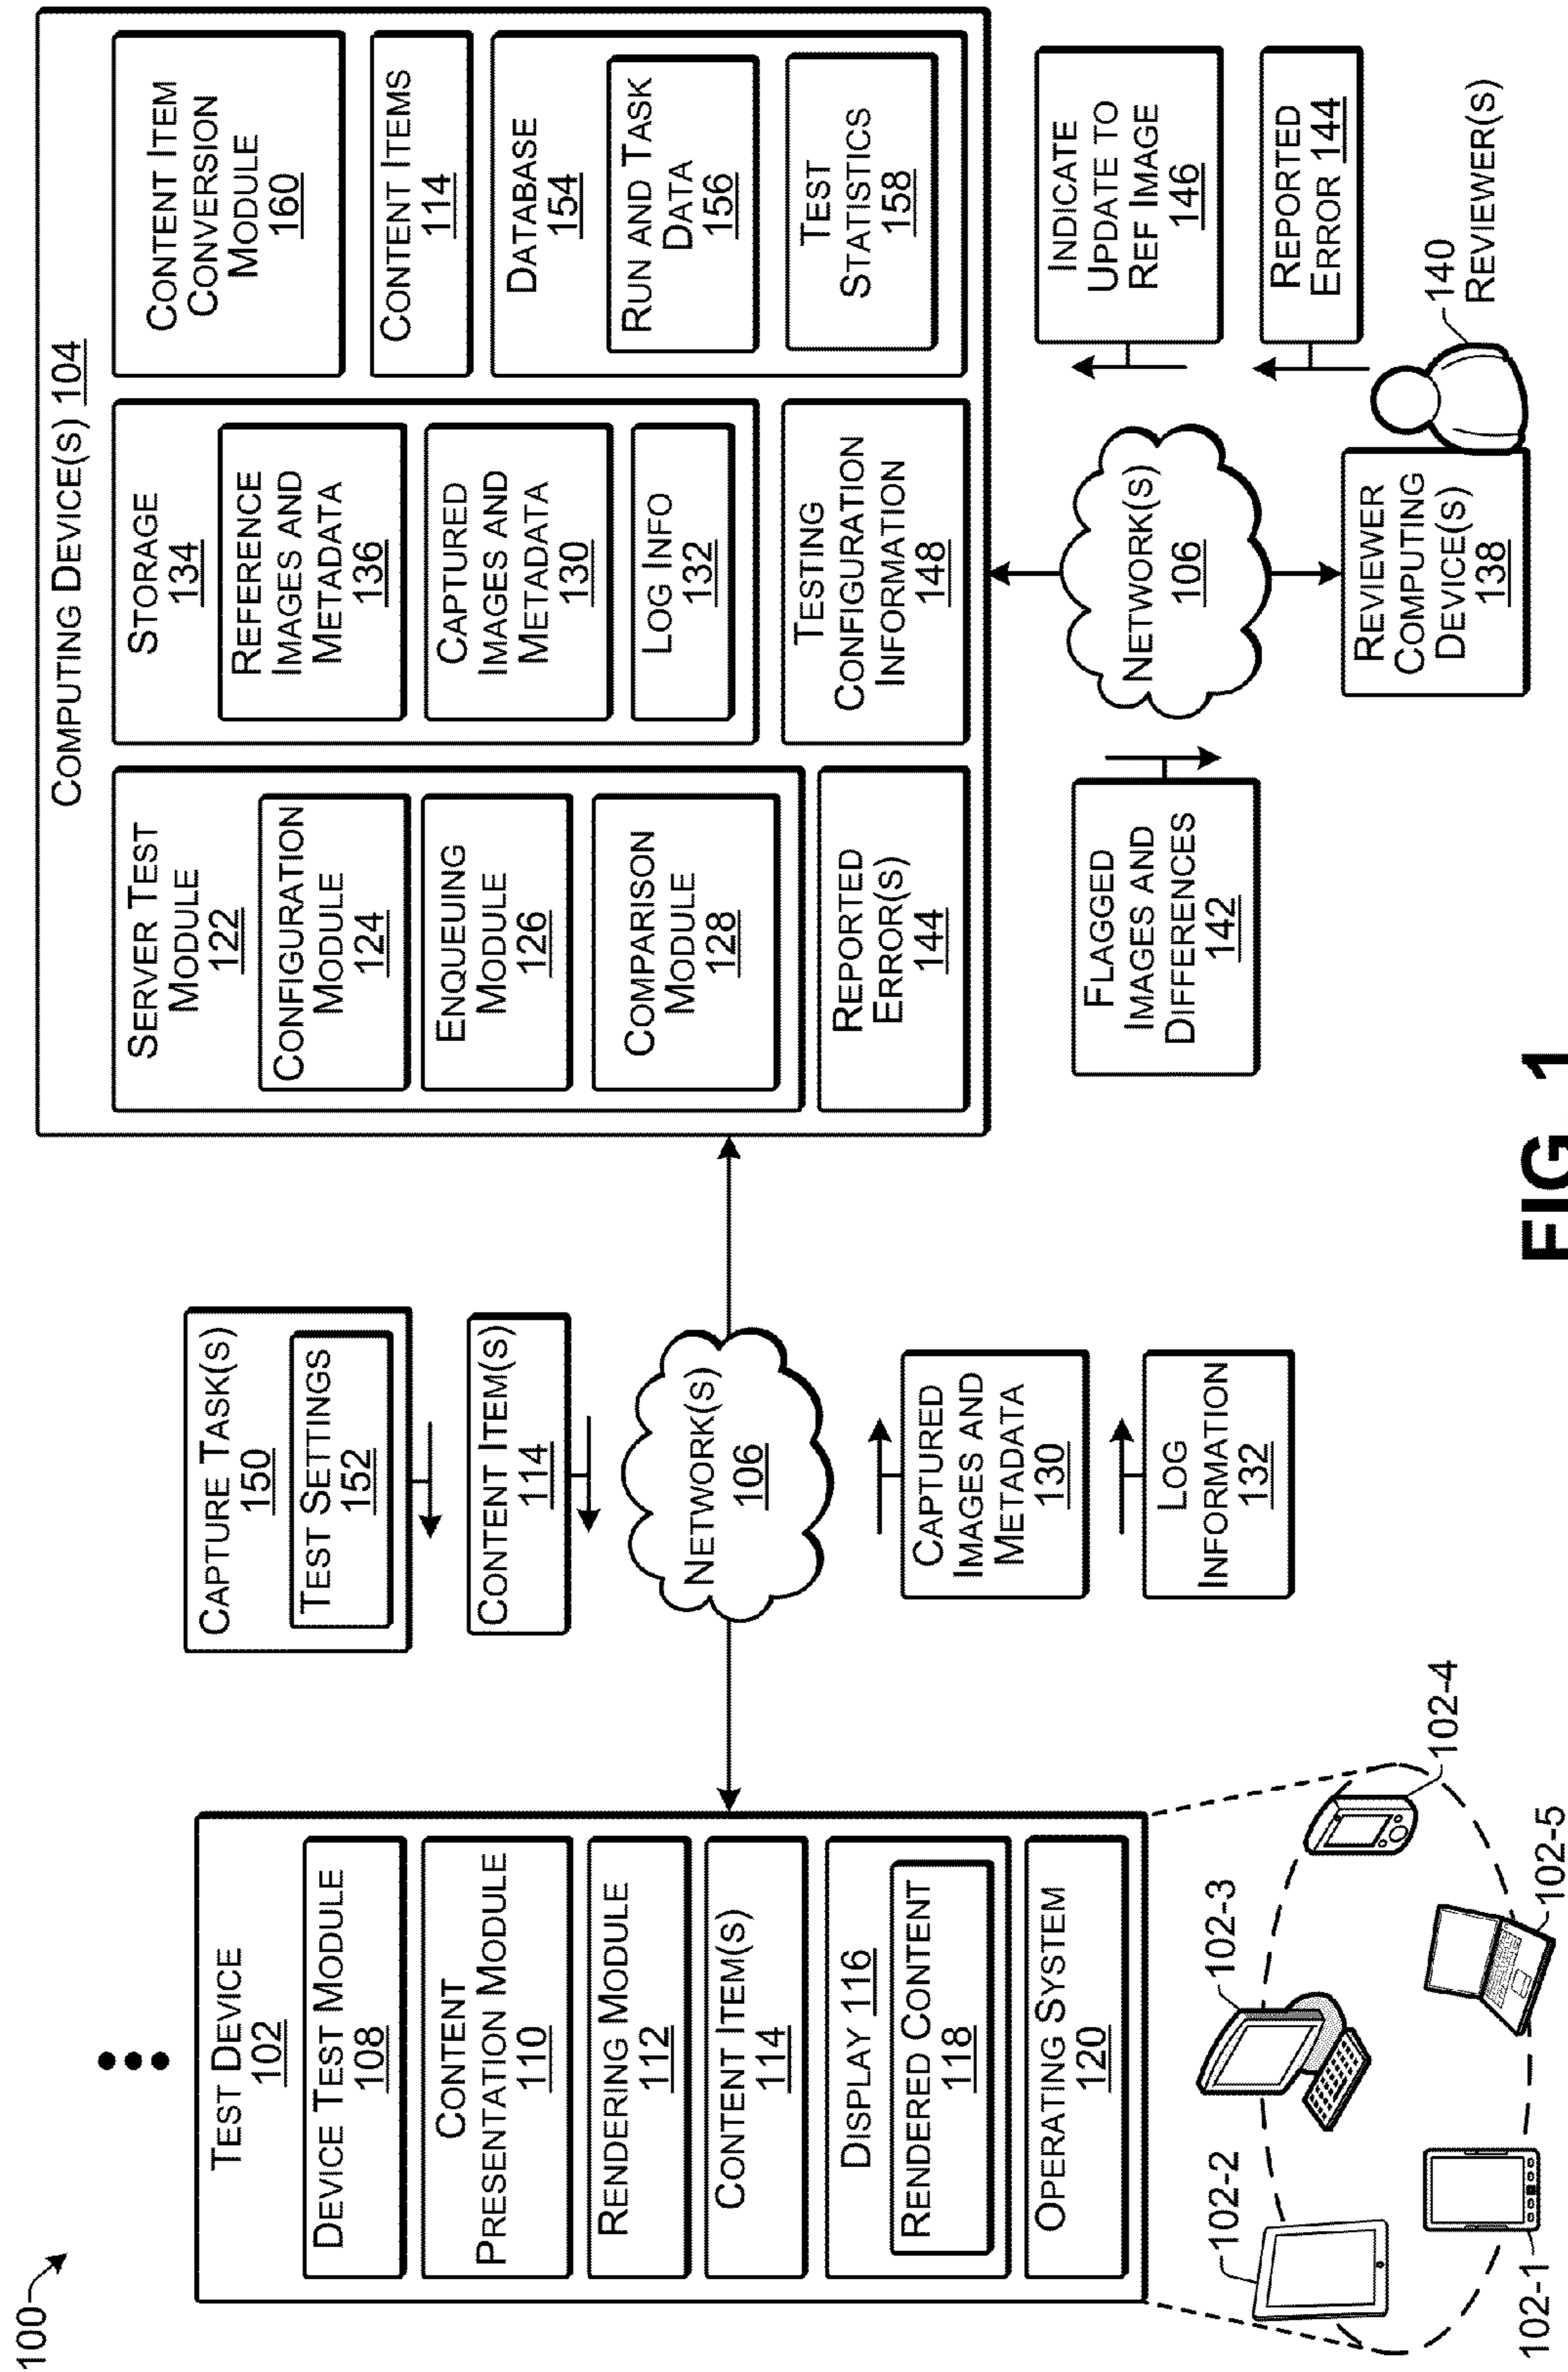 100
TEST DEVICE
102
DEVICE TEST MODULE
108
CONTENT
PRESENTATION MODULE
110
RENDERING MODULE
112
CONTENT ITEM(S)
114
DISPLAY 116
RENDERED CONTENT
118
OPERATING SYSTEM
120
102-1
102-2
102-3
102-4
102-5
CAPTURE TASK(S)
150
TEST SETTINGS
152
CONTENT ITEM(S)
114
NETWORK(S)
106
CAPTURED
IMAGES AND
METADATA
130
LOG
INFORMATION
132
COMPUTING DEVICE(S) 104
SERVER TEST
MODULE
122
CONFIGURATION
MODULE
124
ENQUEUING
MODULE
126
COMPARISON
MODULE
128
REPORTED
ERROR(S)
144
STORAGE
134
REFERENCE
IMAGES AND
METADATA
136
CAPTURED
IMAGES AND
METADATA
130
LOG INFO
132
TESTING
CONFIGURATION
INFORMATION
148
CONTENT ITEM
CONVERSION
MODULE
160
CONTENT ITEMS
114
DATABASE
154
RUN AND TASK
DATA
156
TEST
STATISTICS
158
FLAGGED
IMAGES AND
DIFFERENCES
142
NETWORK(S)
106
INDICATE
UPDATE TO
REF IMAGE
146
REPORTED
ERROR 144
REVIEWER
COMPUTING
DEVICE(S)
138
140
REVIEWER(S)
FIG. 1